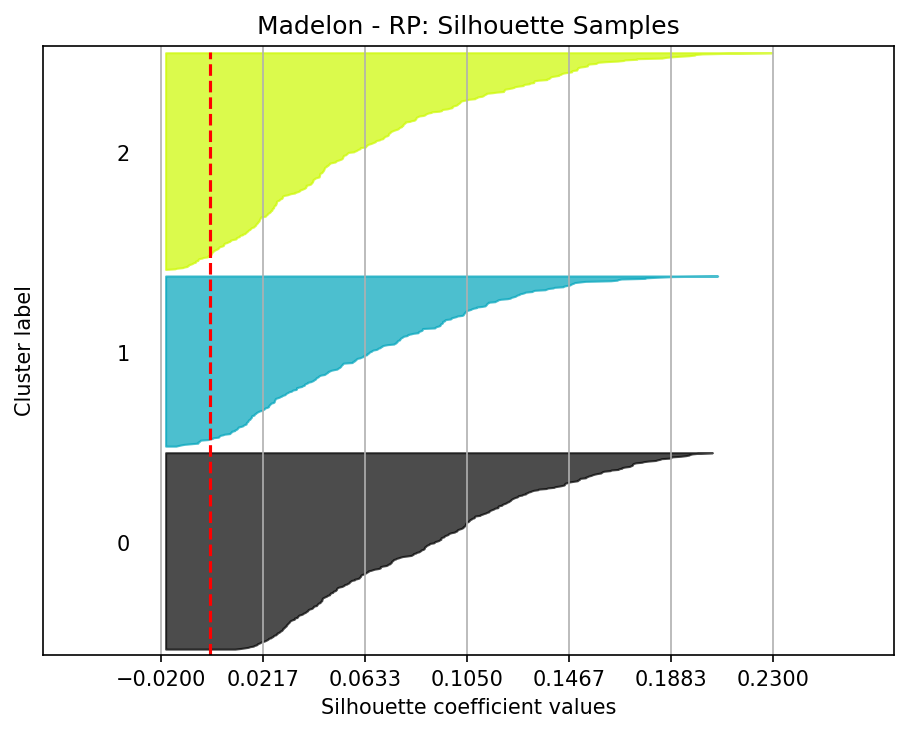 Madelon - RP: Silhouette Samples
2
1
0
Cluster label
−0.0200 0.0217 0.0633 0.1050 0.1467 0.1883 0.2300
Silhouette coefficient values